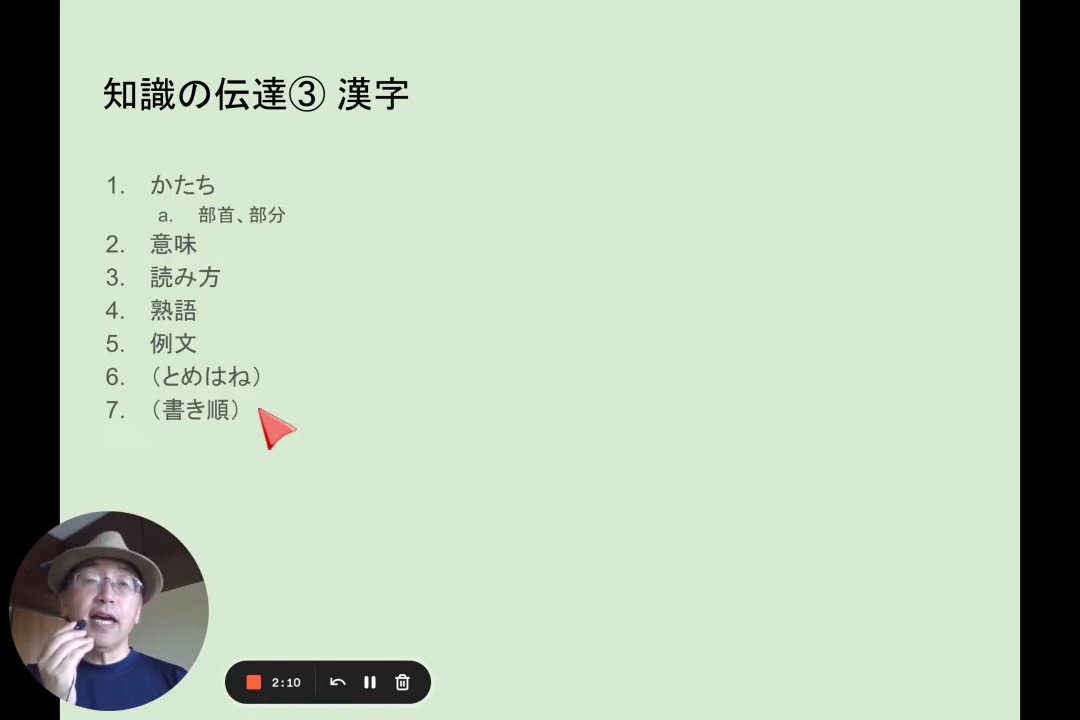 知識の伝達③ 漢字
1. かたち
a. 部首、部分
2. 意味
3. 読み方
4. 熟語
5. 例文
6. （とめはね）
7. （書き順）
2:10